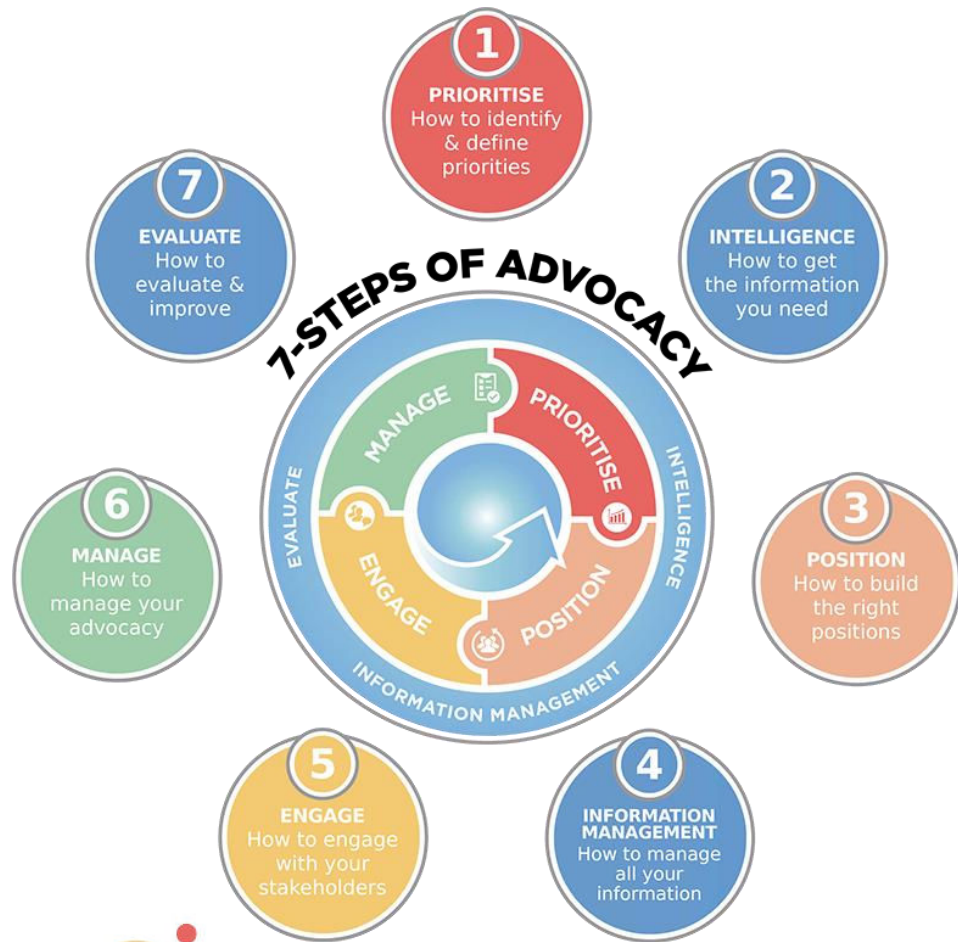 1
PRIORITISE
How to identify
& define
priorities
7
EVALUATE
How to
evaluate &
improve
2
INTELLIGENCE
How to get
the information
you need
7-STEPS OF ADVOCACY
MANAGE
PRIORITISE
EVALUATE
INTELLIGENCE
ENGAGE
POSITION
INFORMATION MANAGEMENT
6
MANAGE
How to
manage your
advocacy
3
POSITION
How to build
the right
positions
5
ENGAGE
How to engage
with your
stakeholders
4
INFORMATION
MANAGEMENT
How to manage
all your
information